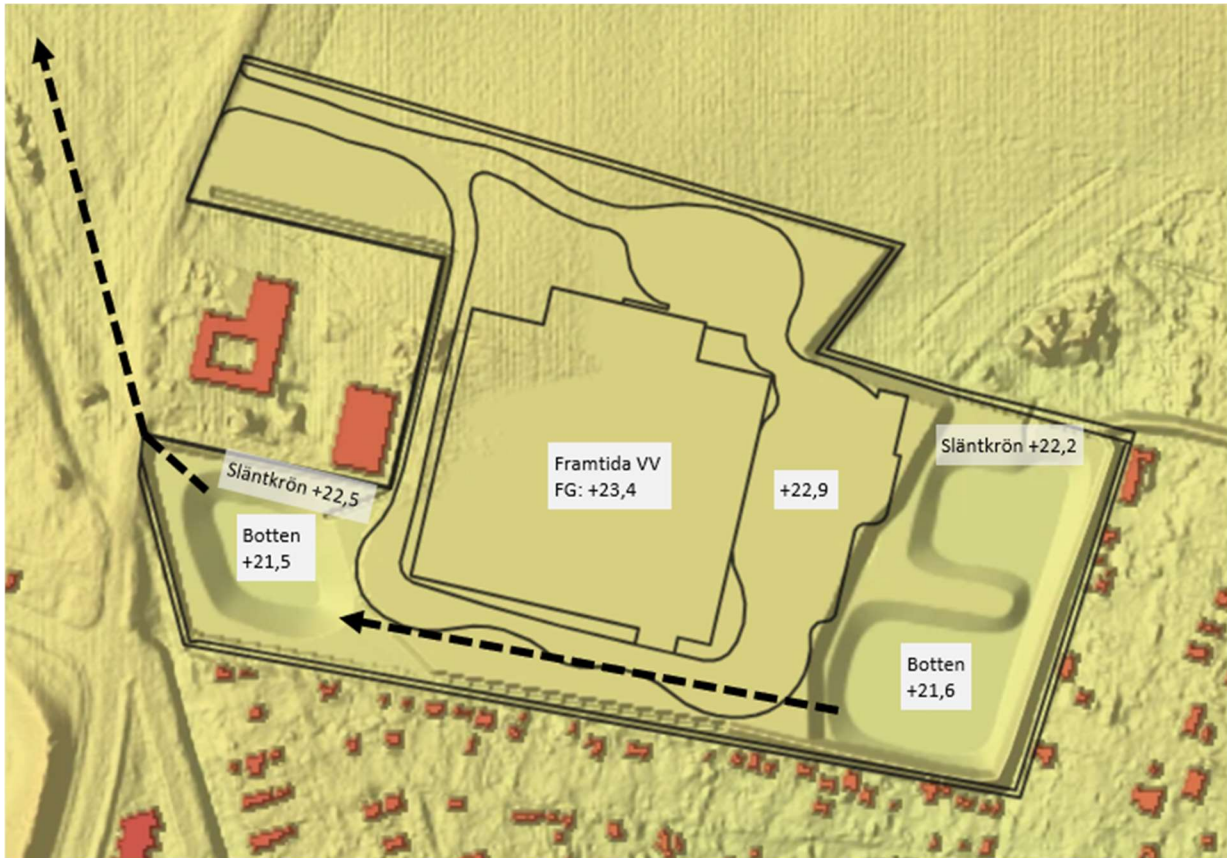 Släntkrön +22,2
Släntkrön +22,5
Framtida VV
FG: +23,4
+22,9
Botten
+21,5
Botten
+21,6